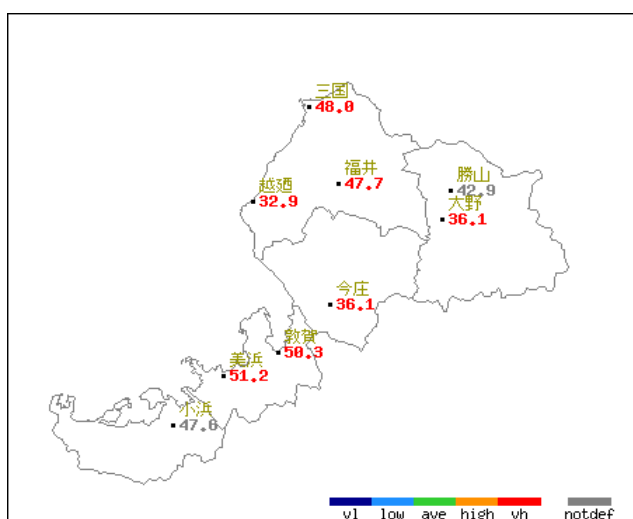 三国
48.0
福井
47.7
勝山
42.9
越廼
32.9
大野
36.1
今庄
36.1
敦賀
50.3
美浜
51.2
小浜
47.0
vl low ave high vh notdef